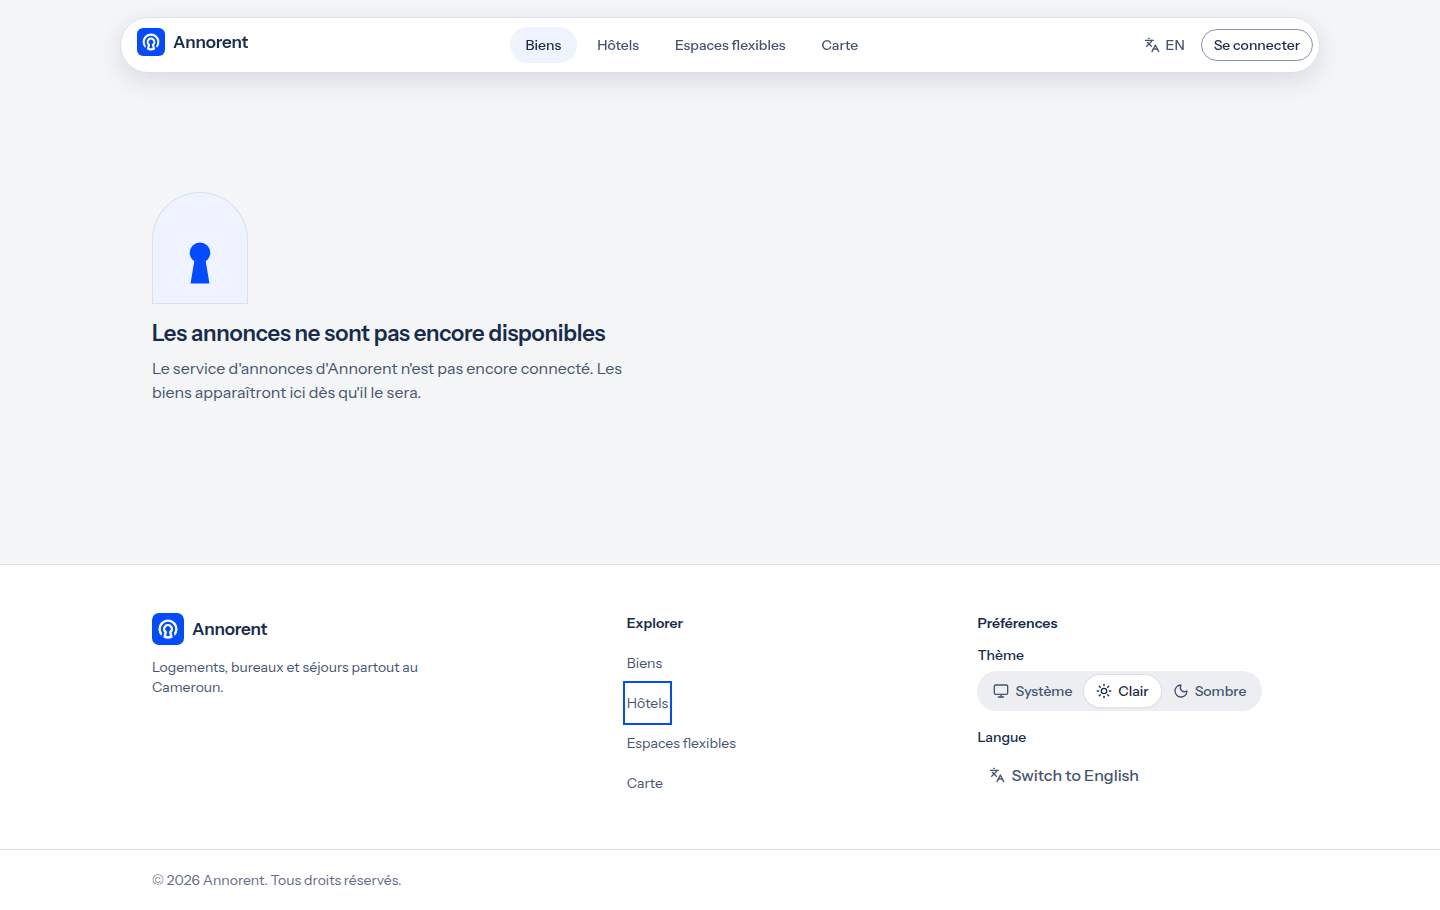 Annorent
Biens
Hôtels
Espaces flexibles
Carte
EN
Se connecter
Les annonces ne sont pas encore disponibles
Le service d'annonces d'Annorent n'est pas encore connecté. Les
biens apparaîtront ici dès qu'il le sera.
Annorent
Logements, bureaux et séjours partout au
Cameroun.
Explorer
Biens
Hôtels
Espaces flexibles
Carte
Préférences
Thème
Système
Clair
Sombre
Langue
Switch to English
© 2026 Annorent. Tous droits réservés.